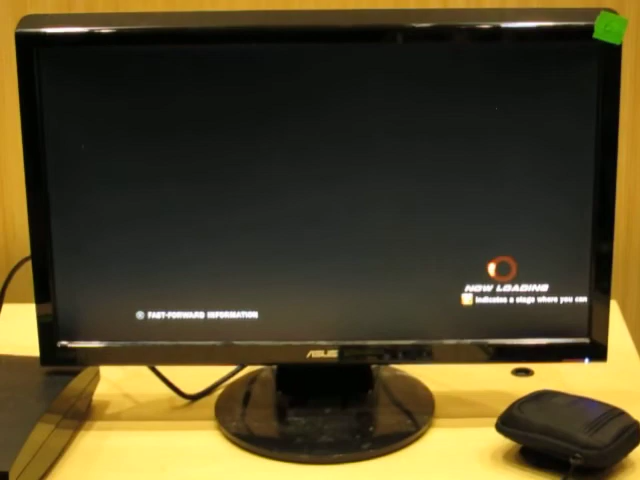 NOW LOADING
Indicates a stage where you can
FAST-FORWARD INFORMATION
ASUS